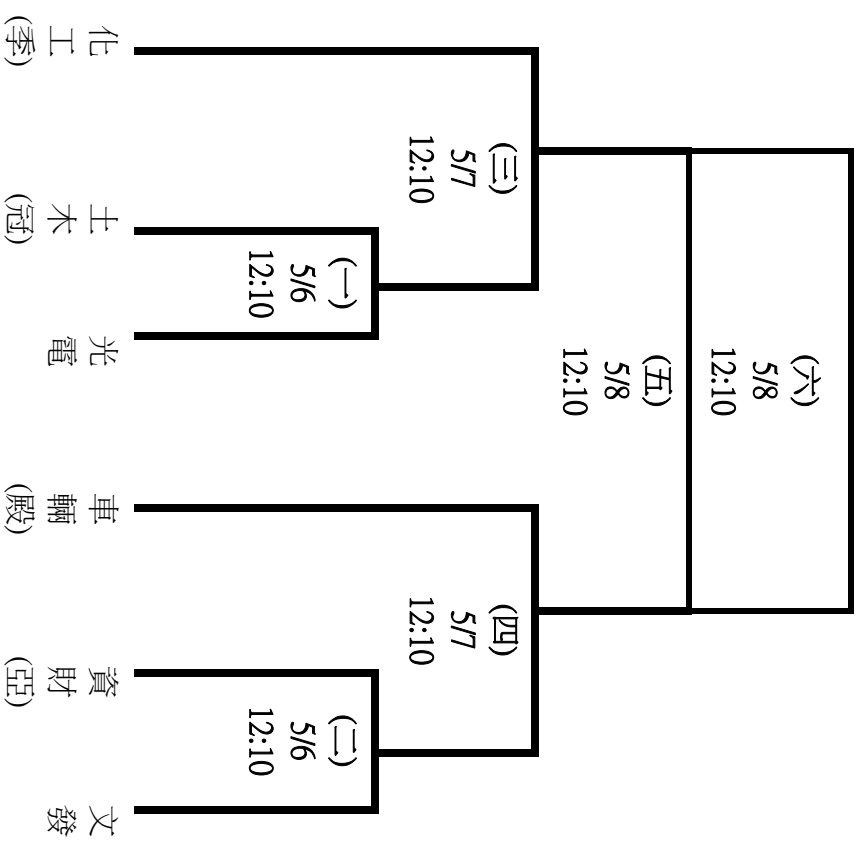 (六)
5/8
12:10
(五)
5/8
12:10
(三)
5/7
12:10
(四)
5/7
12:10
(一)
5/6
12:10
(二)
5/6
12:10
化
工
(季)
土
木
(冠)
光
電
車
輛
(殿)
資
財
(亞)
文
發